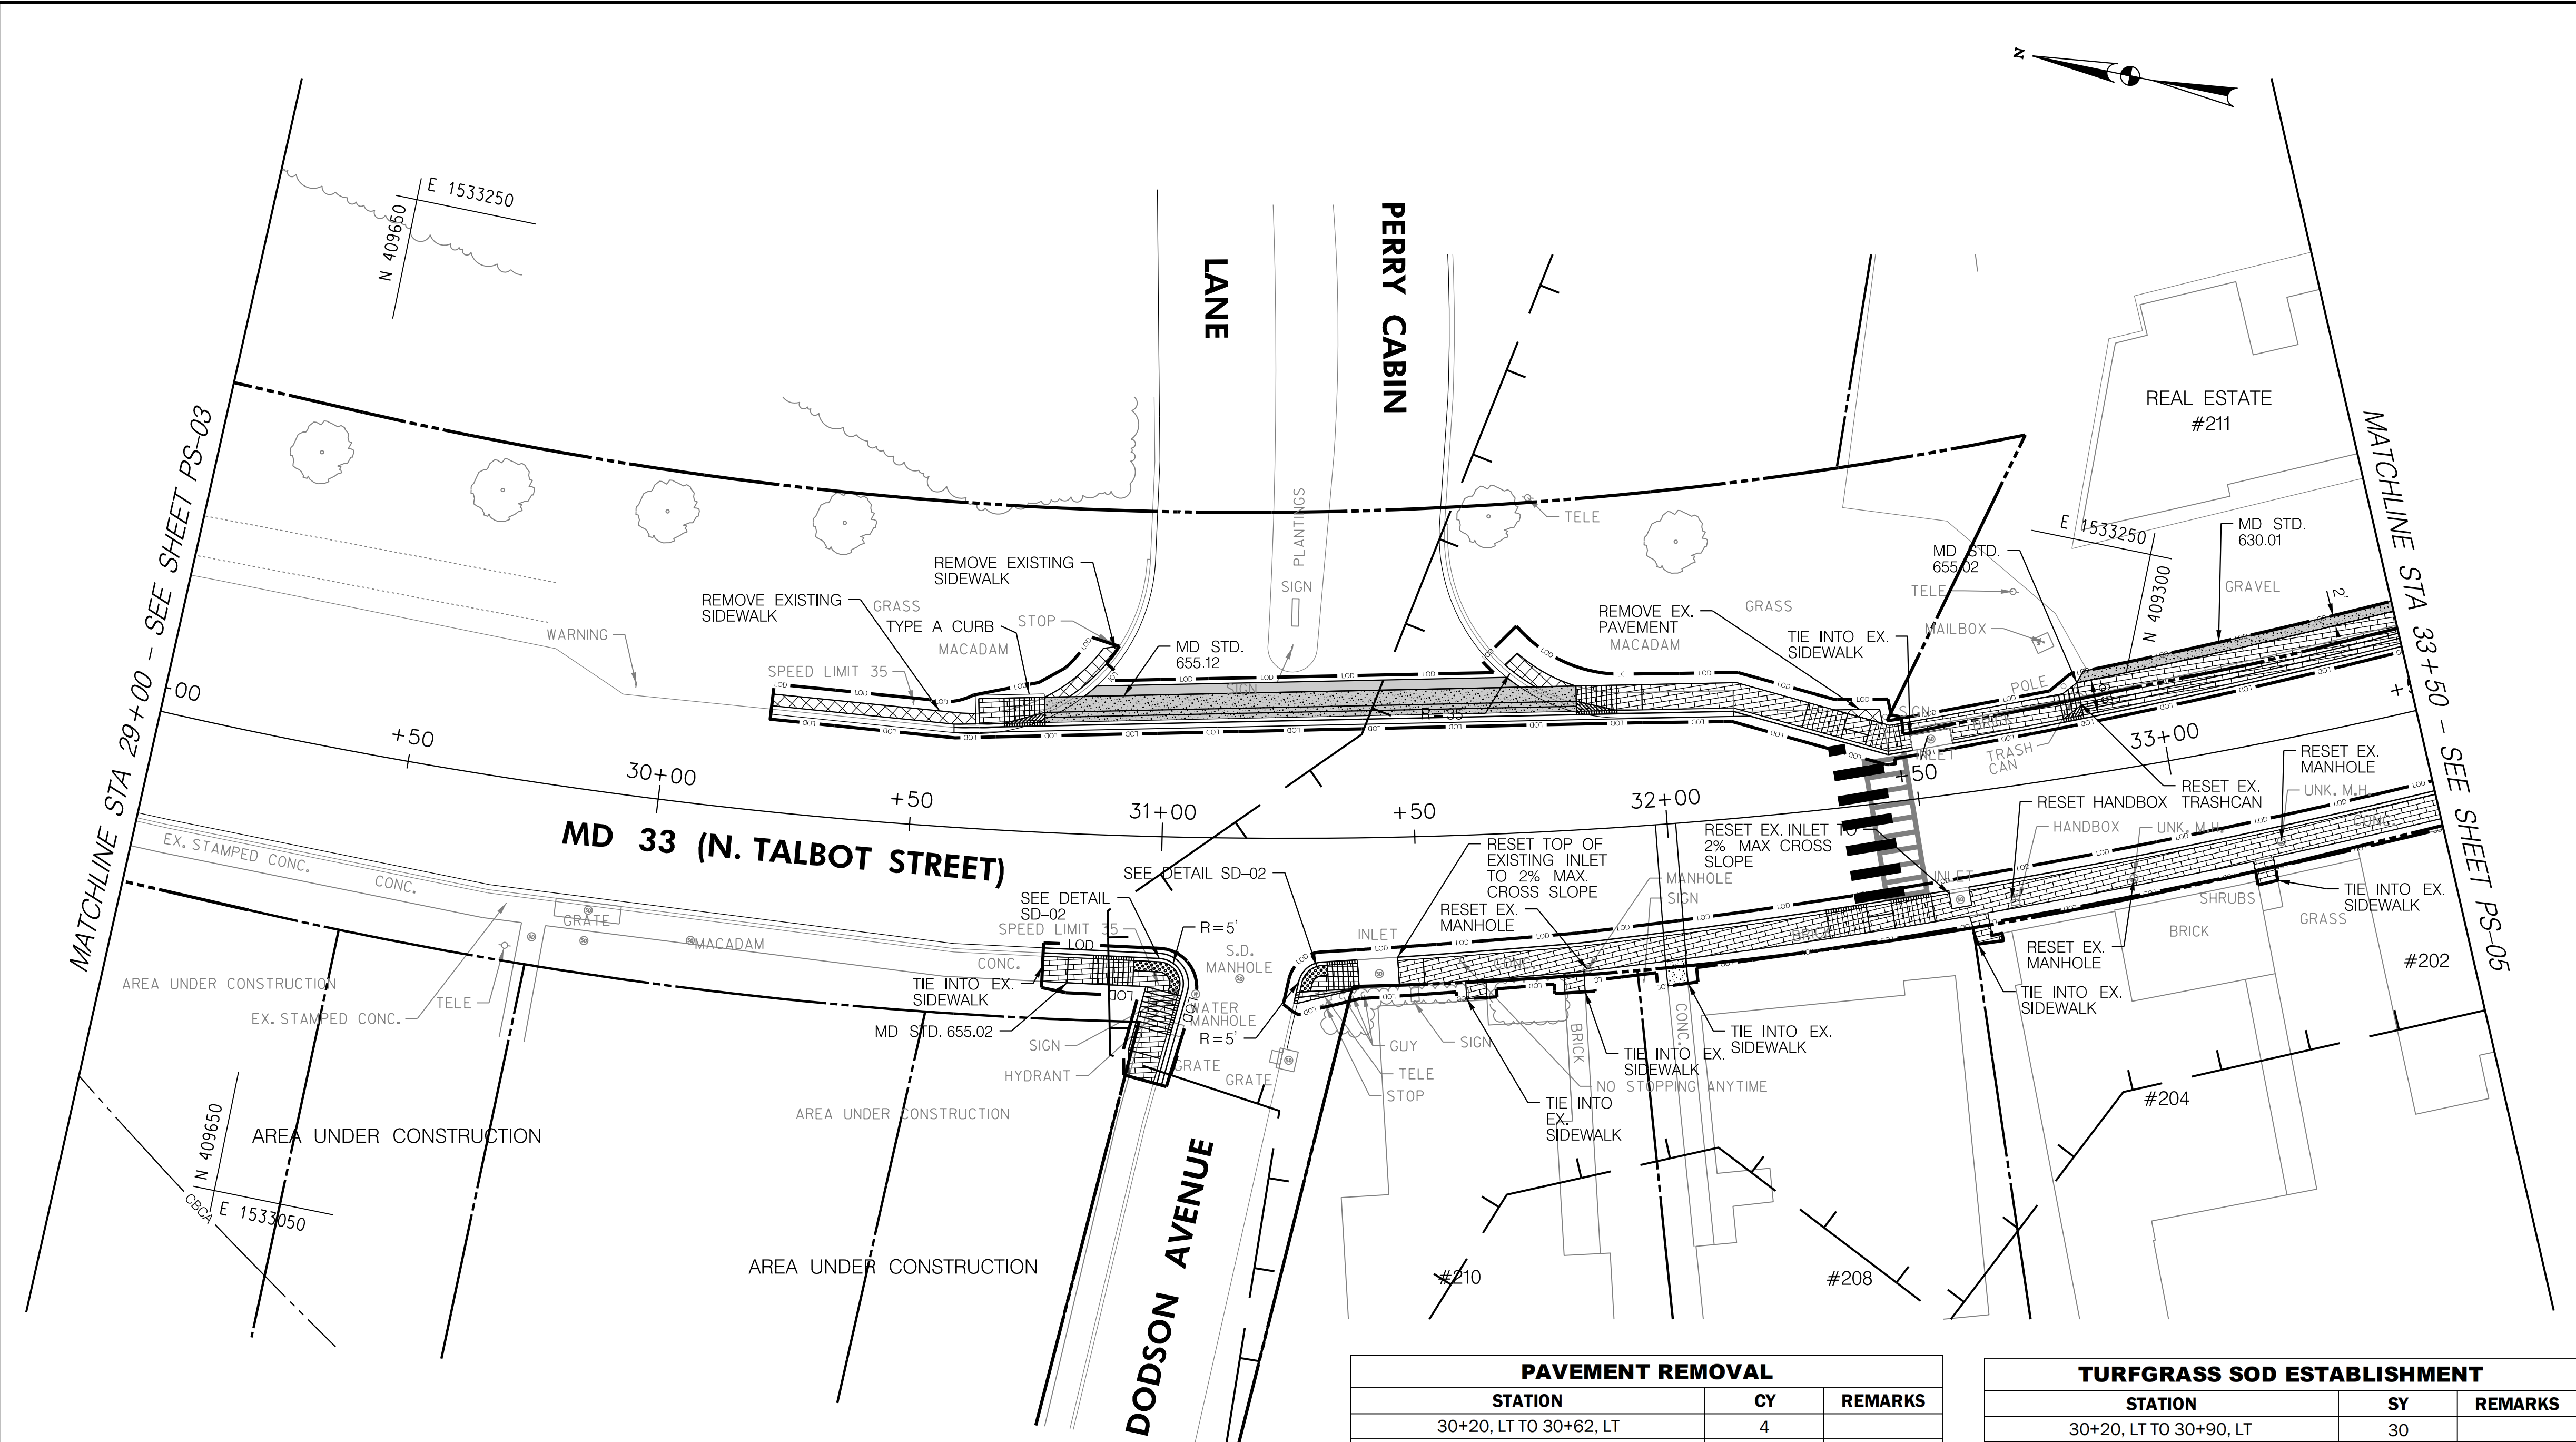 N
E 1533250
N 409650
LANE
PERRY CABIN
REAL ESTATE
#211
MATCHLINE STA 29+00 - SEE SHEET PS-03
MATCHLINE STA 33+50 - SEE SHEET PS-05
PLANTINGS
SIGN
TELE
E 1533250
N 409300
MD STD.
630.01
GRAVEL
2'
MD STD.
655.02
TELE
MAILBOX
POLE
6.5'
REMOVE EXISTING
SIDEWALK
REMOVE EXISTING
SIDEWALK
GRASS
TYPE A CURB
STOP
MACADAM
WARNING
SPEED LIMIT 35
MD STD.
655.12
SIGN
R=35'
REMOVE EX.
PAVEMENT
MACADAM
GRASS
TIE INTO EX.
SIDEWALK
SIGN
INLET
TRASH
CAN
-00
+50
30+00
+50
31+00
+50
32+00
+50
33+00
LOD
MD 33 (N. TALBOT STREET)
RESET EX.
TRASHCAN
RESET EX.
MANHOLE
UNK. M.H.
RESET HANDBOX
HANDBOX
UNK. M.H.
CONC.
RESET EX. INLET TO
2% MAX CROSS
SLOPE
RESET TOP OF
EXISTING INLET
TO 2% MAX.
CROSS SLOPE
MANHOLE
SIGN
RESET EX.
MANHOLE
INLET
BRICK
INLET
CONC.
SEE DETAIL SD-02
SEE DETAIL
SD-02
SPEED LIMIT 35
R=5'
S.D.
MANHOLE
EX. STAMPED CONC.
CONC.
GRATE
MACADAM
CONC.
TIE INTO EX.
SIDEWALK
MD STD. 655.02
WATER
MANHOLE
R=5'
SIGN
HYDRANT
GRATE
GRATE
AREA UNDER CONSTRUCTION
TELE
EX. STAMPED CONC.
AREA UNDER CONSTRUCTION
GUY
SIGN
TELE
STOP
BRICK
CONC.
TIE INTO EX.
SIDEWALK
TIE INTO EX.
SIDEWALK
NO STOPPING ANYTIME
TIE INTO
EX.
SIDEWALK
SHRUBS
GRASS
BRICK
TIE INTO EX.
SIDEWALK
RESET EX.
MANHOLE
TIE INTO EX.
SIDEWALK
#202
#204
#208
#210
N 409650
E 1533050
CBCA
AREA UNDER CONSTRUCTION
AREA UNDER CONSTRUCTION
DODSON AVENUE
PAVEMENT REMOVAL
STATION CY REMARKS
30+20, LT TO 30+62, LT 4
TURFGRASS SOD ESTABLISHMENT
STATION SY REMARKS
30+20, LT TO 30+90, LT 30